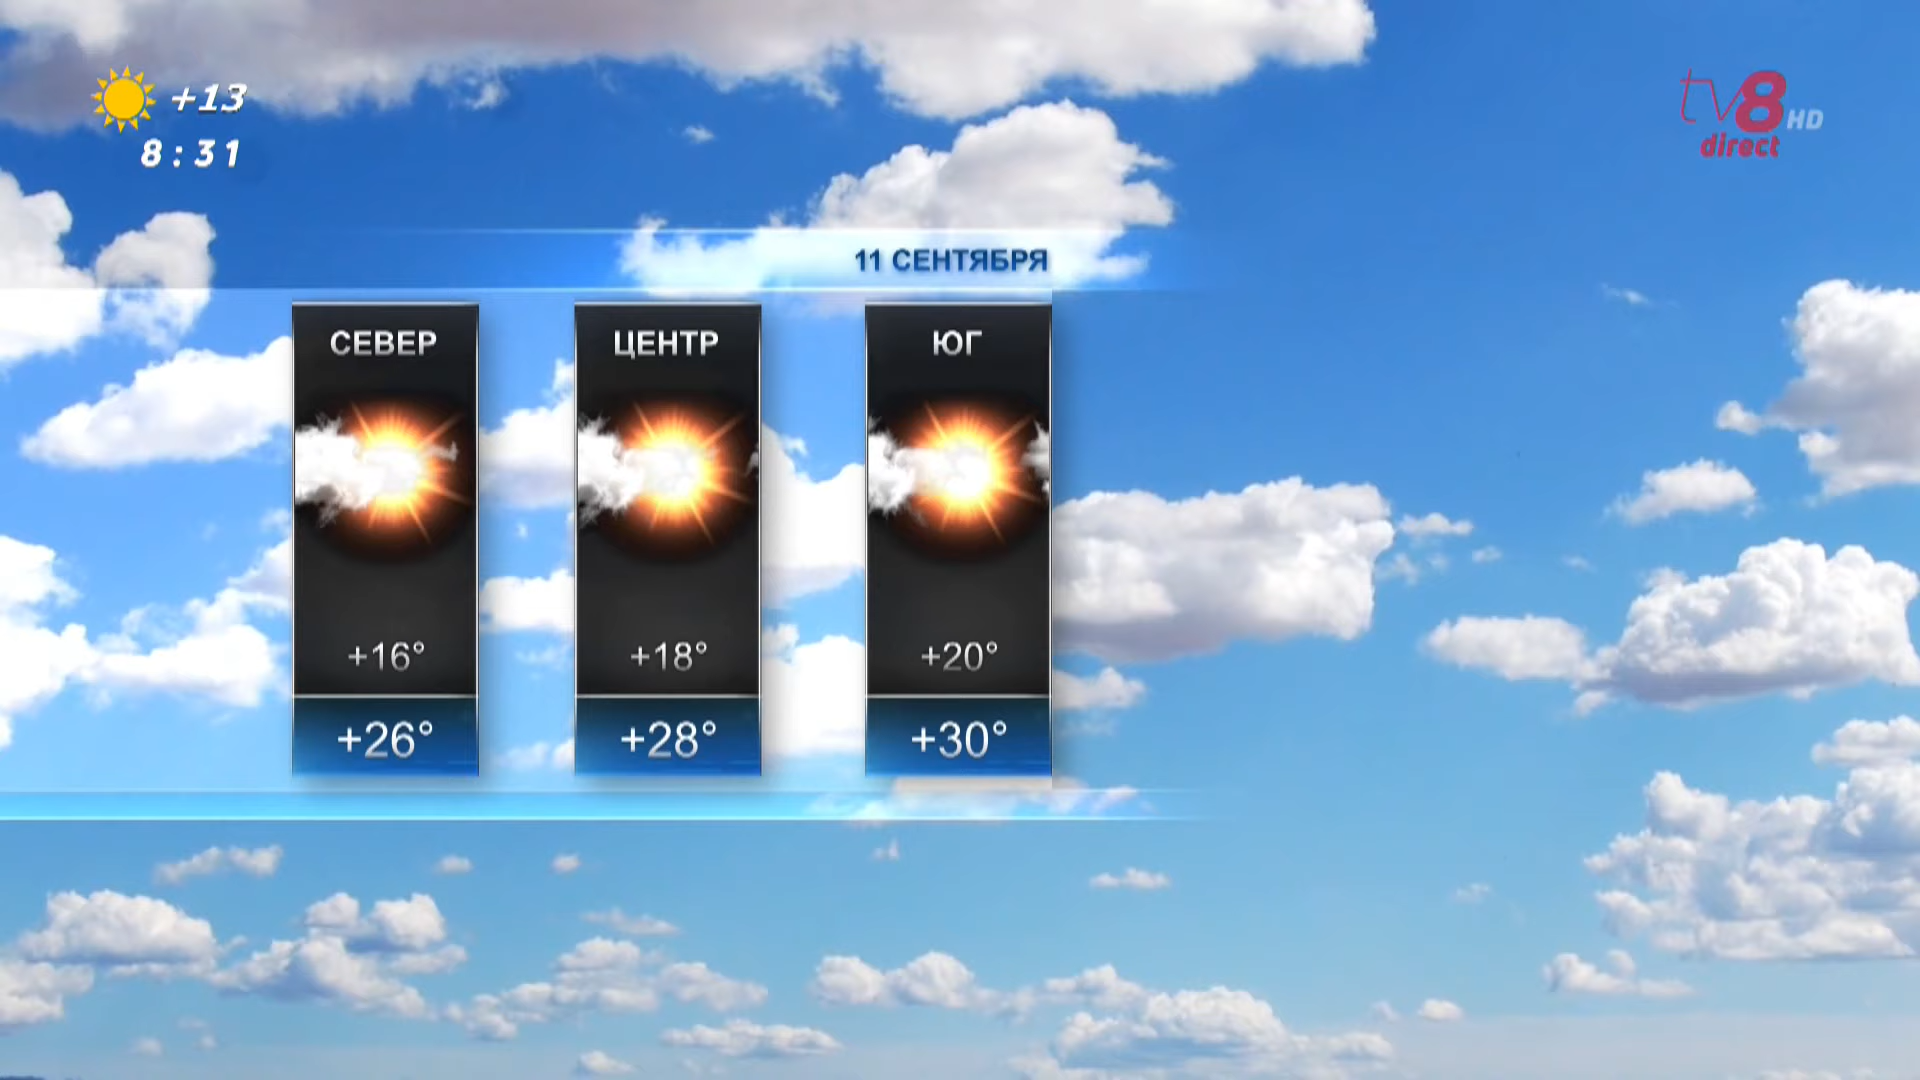 +13
8:31
tv8 HD
direct
11 СЕНТЯБРЯ
СЕВЕР
+16°
+26°
ЦЕНТР
+18°
+28°
ЮГ
+20°
+30°